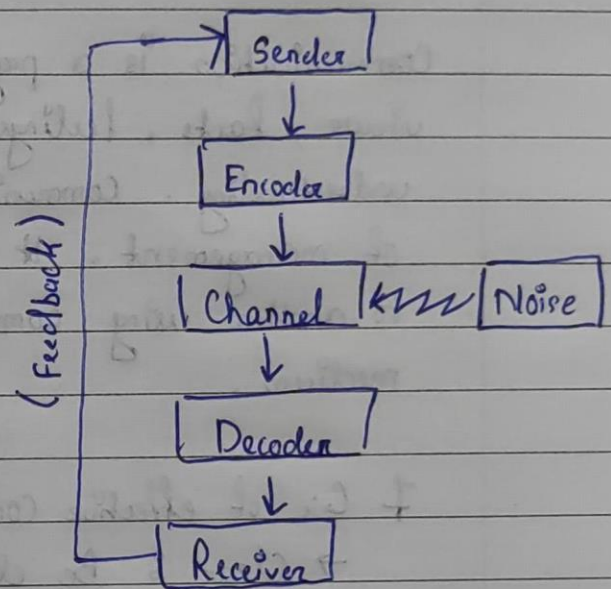 Sender
Encoder
(Feedback)
Channel Noise
Decoder
Receiver